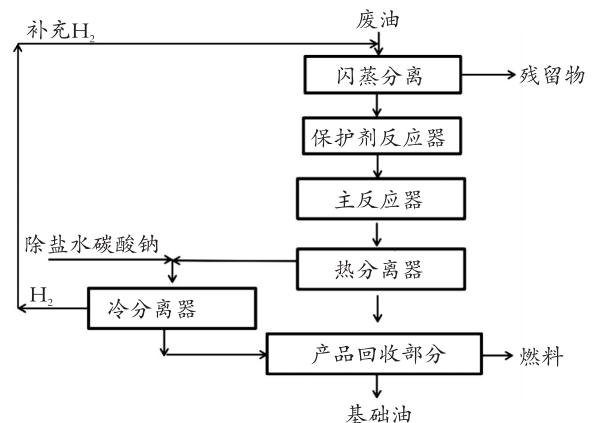 废油
补充H₂
闪蒸分离
残留物
保护剂反应器
主反应器
除盐水碳酸钠
热分离器
H₂
冷分离器
产品回收部分
燃料
基础油